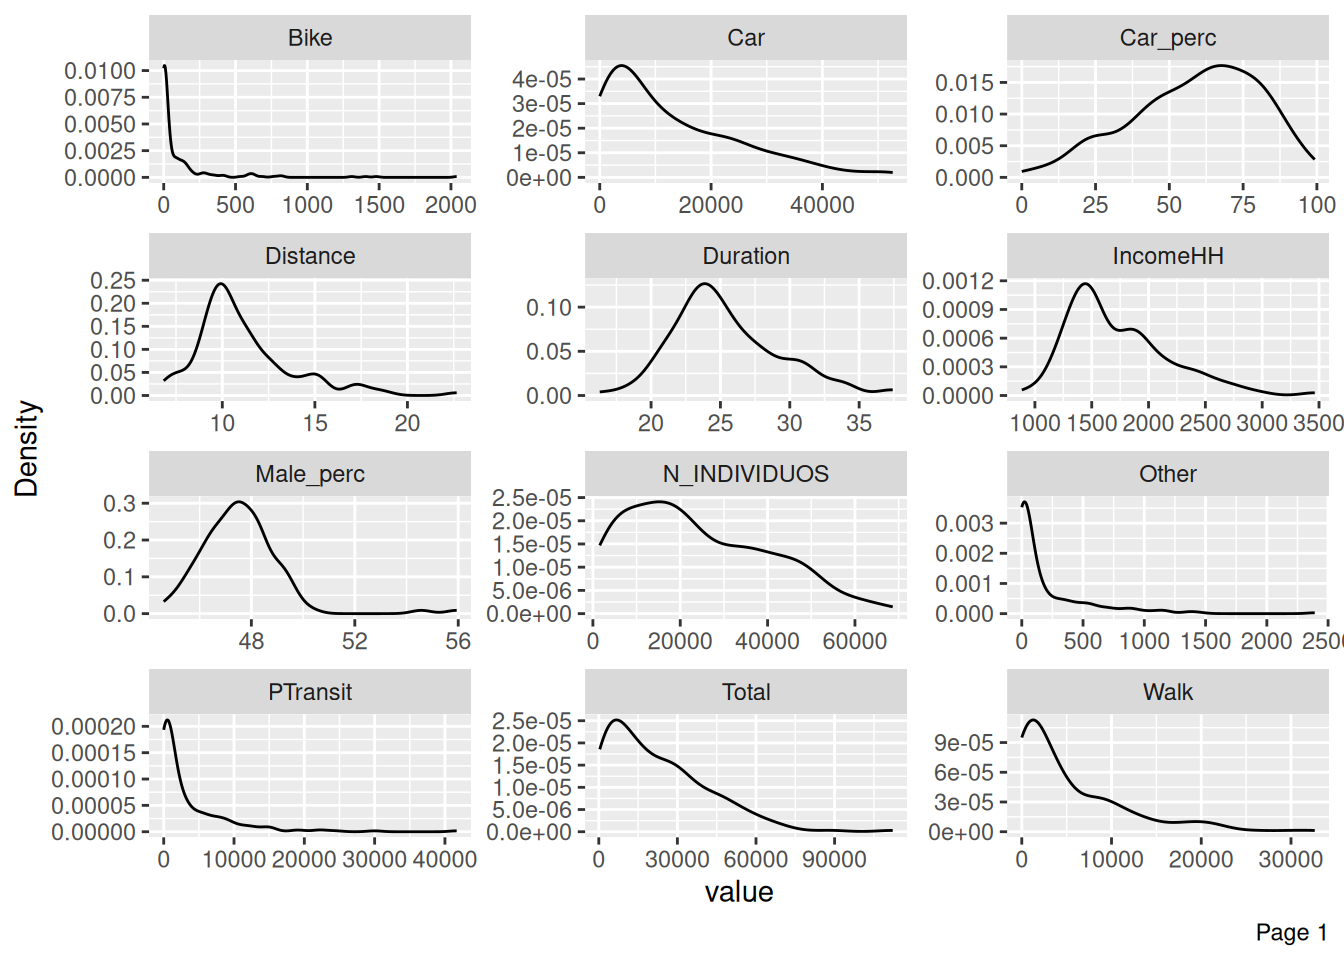 Bike
Car
Car_perc
0.0100
0.0075
0.0050
0.0025
0.0000
4e-05
3e-05
2e-05
1e-05
0e+00
0.015
0.010
0.005
0.000
0 500 1000 1500 2000
0 20000 40000
0 25 50 75 100
Distance
Duration
IncomeHH
0.25
0.20
0.15
0.10
0.05
0.00
0.10
0.05
0.00
0.0012
0.0009
0.0006
0.0003
0.0000
10 15 20
20 25 30 35
1000 1500 2000 2500 3000 3500
Density
Male_perc
N_INDIVIDUOS
Other
0.3
0.2
0.1
0.0
2.5e-05
2.0e-05
1.5e-05
1.0e-05
5.0e-06
0.0e+00
0.003
0.002
0.001
0.000
48 52 56
0 20000 40000 60000
0 500 1000 1500 2000
PTransit
Total
Walk
0.00020
0.00015
0.00010
0.00005
0.00000
2.5e-05
2.0e-05
1.5e-05
1.0e-05
5.0e-06
0.0e+00
9e-05
6e-05
3e-05
0e+00
0 10000 20000 30000 40000
0 30000 60000 90000
0 10000 20000 30000
value
Page 1